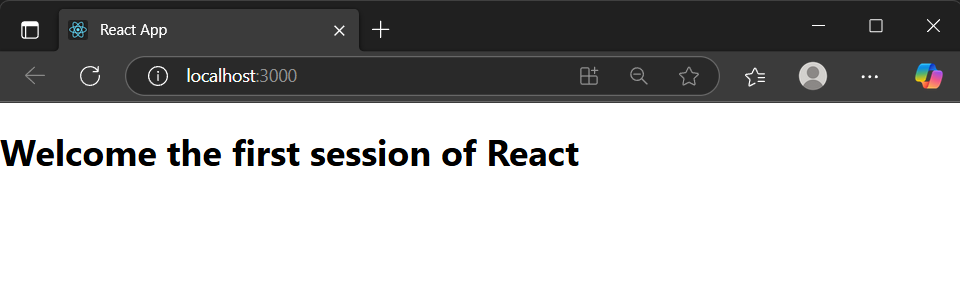 React App
localhost:3000
Welcome the first session of React